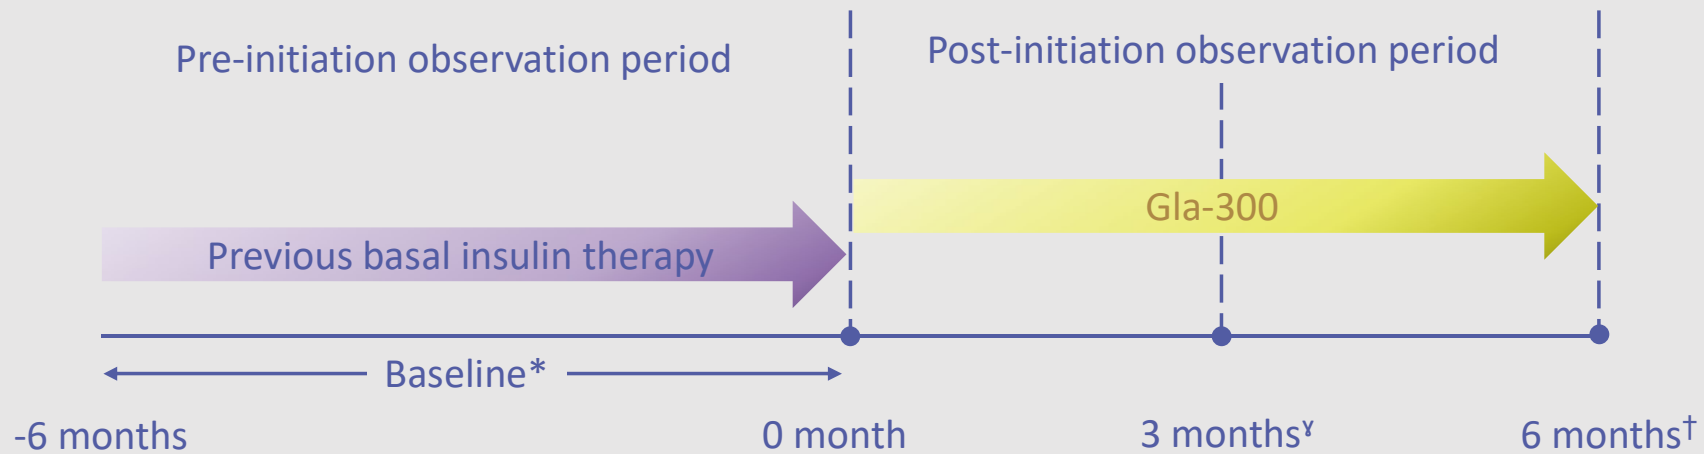 Pre-initiation observation period
Post-initiation observation period
Gla-300
Previous basal insulin therapy
Baseline*
-6 months
0 month
3 monthsˠ
6 months†